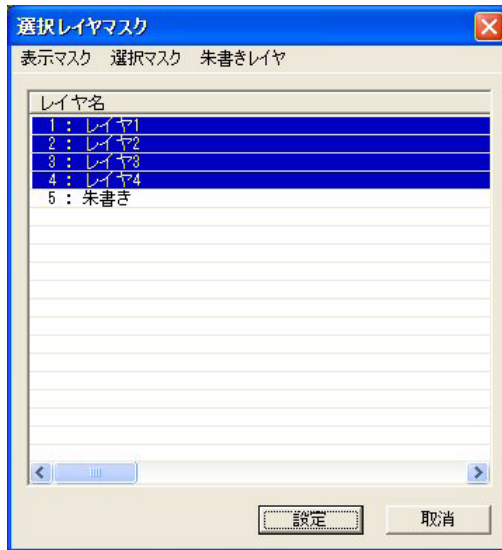 選択レイヤマスク
表示マスク 選択マスク 朱書きレイヤ
レイヤ名
1 : レイヤ1
2 : レイヤ2
3 : レイヤ3
4 : レイヤ4
5 : 朱書き
設定 取消